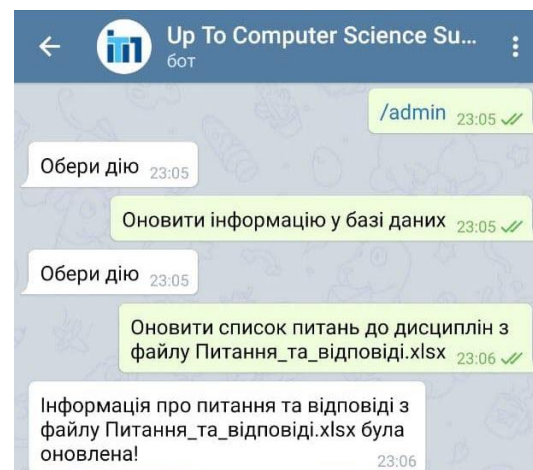 Up To Computer Science Su...
бот
/admin 23:05
Обери дію 23:05
Оновити інформацію у базі даних 23:05
Обери дію 23:05
Оновити список питань до дисциплін з
файлу Питання_та_відповіді.xlsx 23:06
Інформація про питання та відповіді з
файлу Питання_та_відповіді.xlsx була
оновлена! 23:06